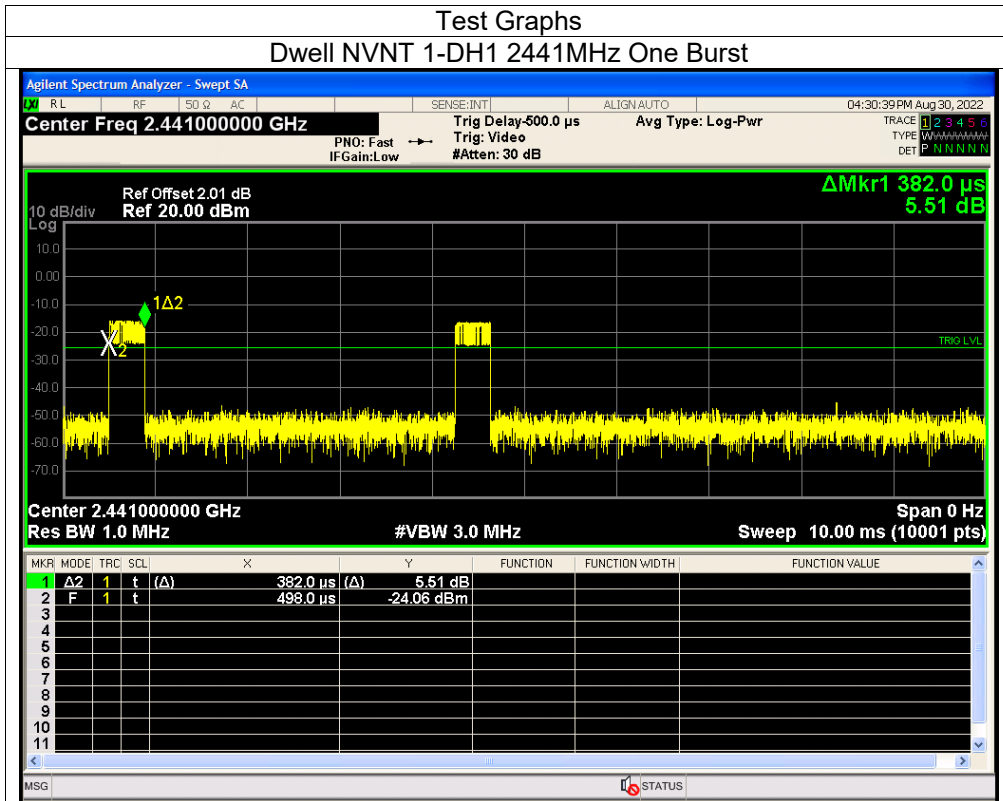 Test Graphs
Dwell NVNT 1-DH1 2441MHz One Burst
Agilent Spectrum Analyzer - Swept SA
LXI RL RF 50 Ω AC SENSE:INT ALIGN AUTO 04:30:39 PM Aug 30, 2022
Center Freq 2.441000000 GHz
Trig Delay-500.0 µs Avg Type: Log-Pwr TRACE 1 2 3 4 5 6
PNO: Fast Trig: Video TYPE WWWWWWW
IFGain:Low #Atten: 30 dB DET P N N N N N
ΔMkr1 382.0 µs
5.51 dB
Ref Offset 2.01 dB
10 dB/div Ref 20.00 dBm
Log
10.0
0.00
-10.0
1Δ2
-20.0
X2
TRIG LVL
-30.0
-40.0
-50.0
-60.0
-70.0
Center 2.441000000 GHz Span 0 Hz
Res BW 1.0 MHz #VBW 3.0 MHz Sweep 10.00 ms (10001 pts)
MKR MODE TRC SCL X Y FUNCTION FUNCTION WIDTH FUNCTION VALUE
1 Δ2 1 t (Δ) 382.0 µs (Δ) 5.51 dB
2 F 1 t 498.0 µs -24.06 dBm
3
4
5
6
7
8
9
10
11
MSG STATUS